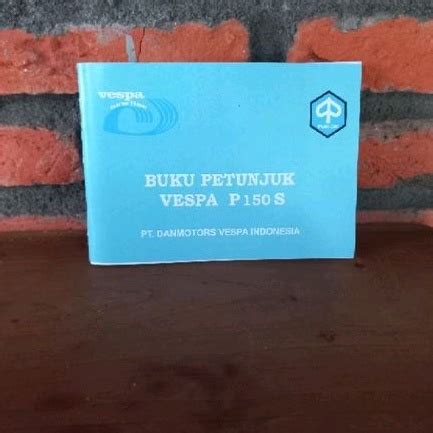 vespa
BUKU PETUNJUK
VESPA P150S
PT. DANMOTORS VESPA INDONESIA